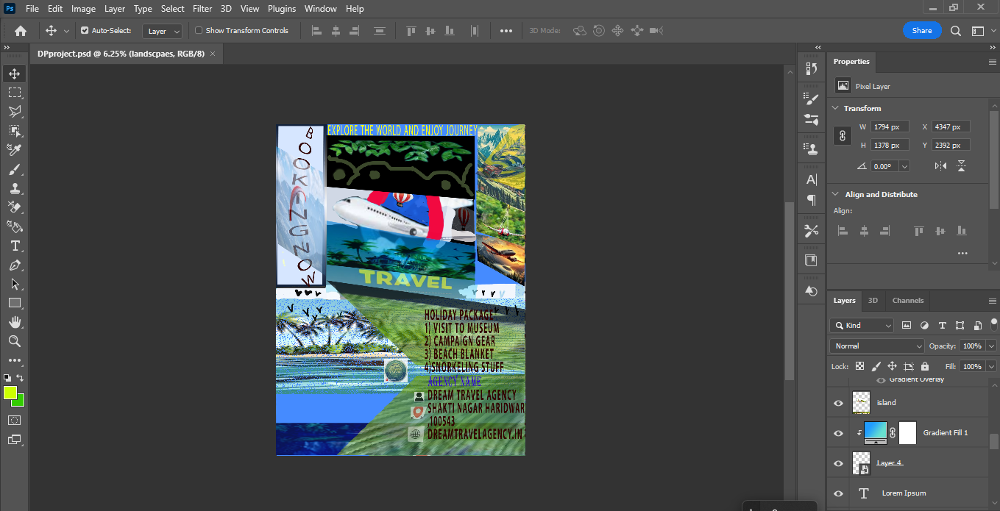 Ps File Edit Image Layer Type Select Filter 3D View Plugins Window Help
Auto-Select: Layer Show Transform Controls 3D Mode: Share
DPproject.psd @ 6.25% (landscpaes, RGB/8)
EXPLORE THE WORLD AND ENJOY JOURNEY
BOOKINGNOW
TRAVEL
HOLIDAY PACKAGE
1) VISIT TO MUSEUM
2) CAMPAIGN GEAR
3) BEACH BLANKET
4)SNORKELING STUFF
AGENCY NAME
DREAM TRAVEL AGENCY
SHAKTI NAGAR HARIDWAR
,100543
DREAMTRAVELAGENCY.IN
Properties
Pixel Layer
Transform
W 1794 px X 4347 px
H 1378 px Y 2392 px
0.00°
Align and Distribute
Align:
Layers 3D Channels
Kind
Normal Opacity: 100%
Lock: Fill: 100%
Gradient Overlay
island
Gradient Fill 1
Layer 4
T Lorem Ipsum